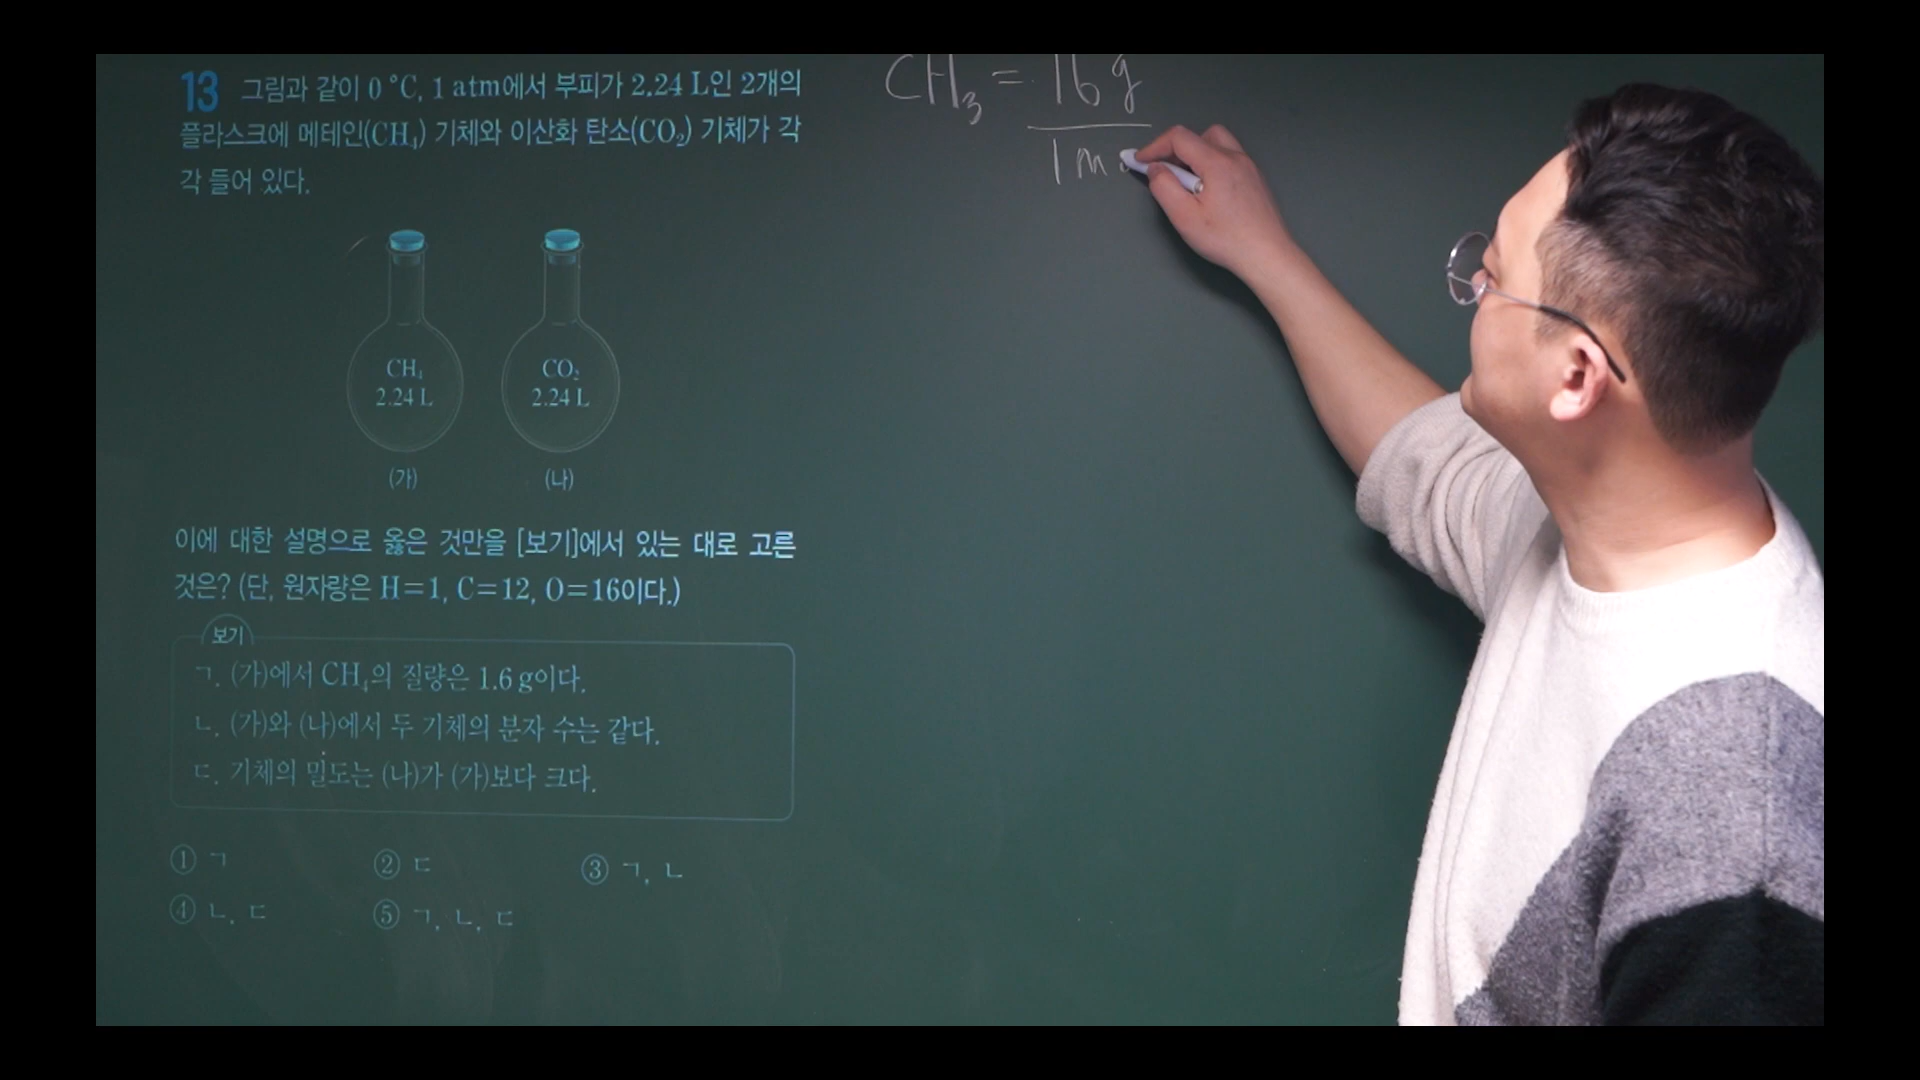 13 그림과 같이 0 °C, 1 atm에서 부피가 2.24 L인 2개의
플라스크에 메테인(CH₄) 기체와 이산화 탄소(CO₂) 기체가 각
각 들어 있다.
CH₄
2.24 L
(가)
CO₂
2.24 L
(나)
이에 대한 설명으로 옳은 것만을 [보기]에서 있는 대로 고른
것은? (단, 원자량은 H=1, C=12, O=16이다.)
보기
ㄱ. (가)에서 CH₄의 질량은 1.6 g이다.
ㄴ. (가)와 (나)에서 두 기체의 분자 수는 같다.
ㄷ. 기체의 밀도는 (나)가 (가)보다 크다.
① ㄱ ② ㄷ ③ ㄱ, ㄴ
④ ㄴ, ㄷ ⑤ ㄱ, ㄴ, ㄷ
CH₃ = 16g
1 m